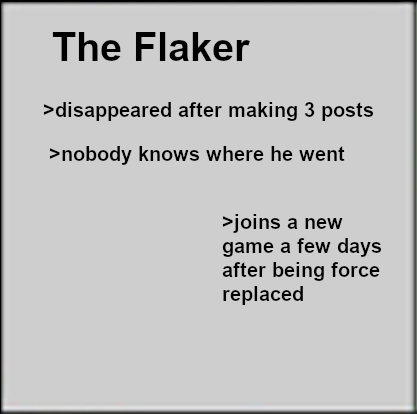 The Flaker
>disappeared after making 3 posts
>nobody knows where he went
>joins a new
game a few days
after being force
replaced